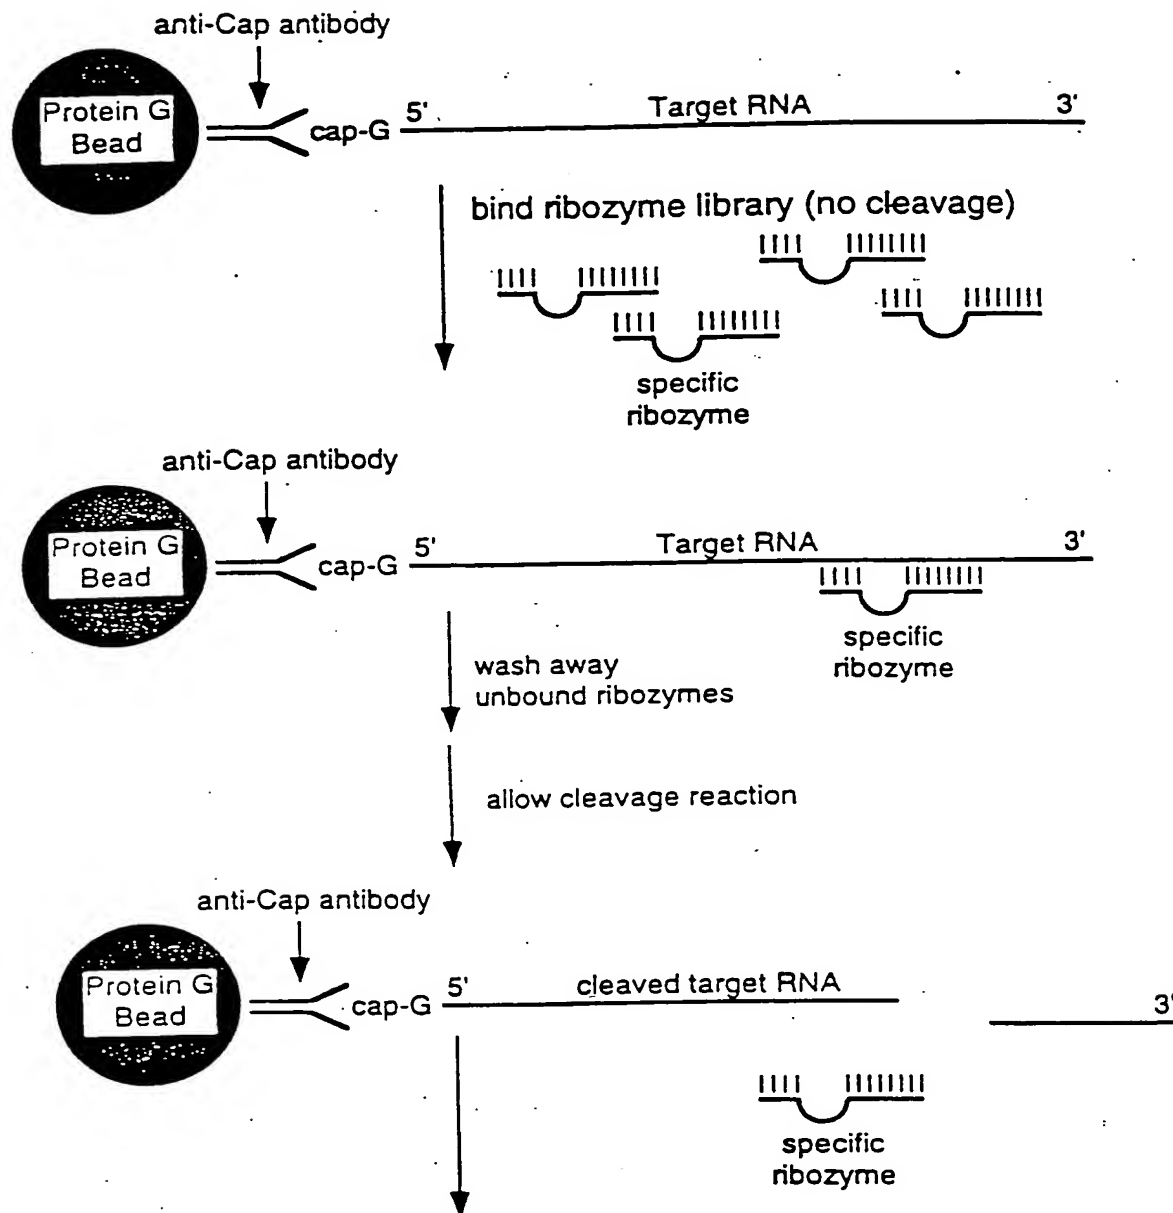 anti-Cap antibody
Protein G
Bead
cap-G
5'
Target RNA
3'
bind ribozyme library (no cleavage)
specific
ribozyme
anti-Cap antibody
Protein G
Bead
cap-G
5'
Target RNA
3'
specific
ribozyme
wash away
unbound ribozymes
allow cleavage reaction
anti-Cap antibody
Protein G
Bead
cap-G
5'
cleaved target RNA
3'
specific
ribozyme